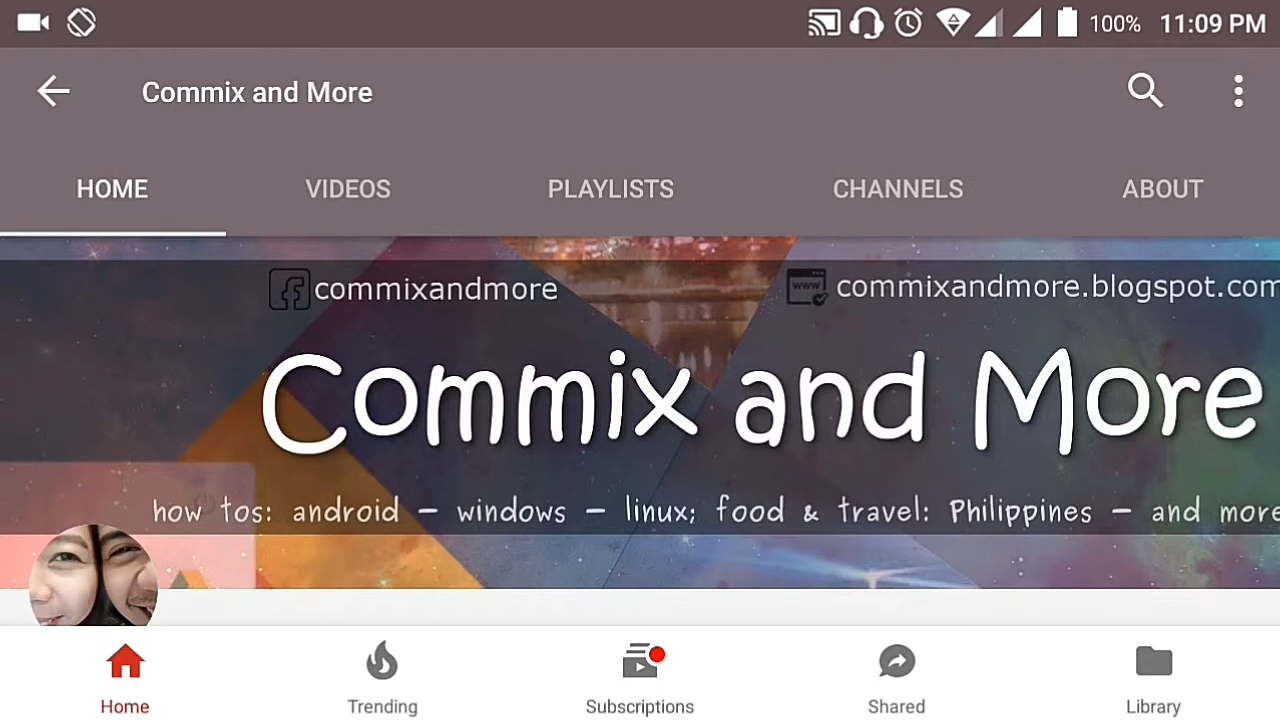 100% 11:09 PM
Commix and More
HOME VIDEOS PLAYLISTS CHANNELS ABOUT
commixandmore www commixandmore.blogspot.com
Commix and More
how tos: android – windows – linux; food & travel: Philippines – and more
Home Trending Subscriptions Shared Library